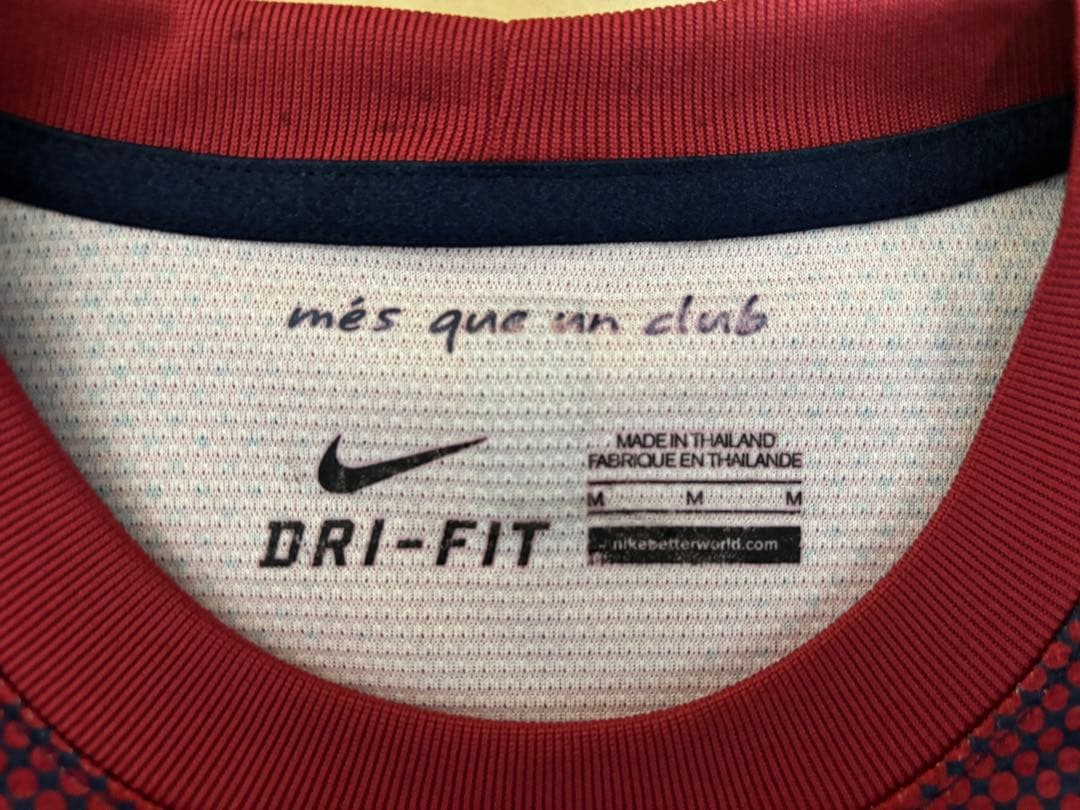 més que un club
MADE IN THAILAND
FABRIQUE EN THAILANDE
M M M
DRI-FIT
nikebetterworld.com